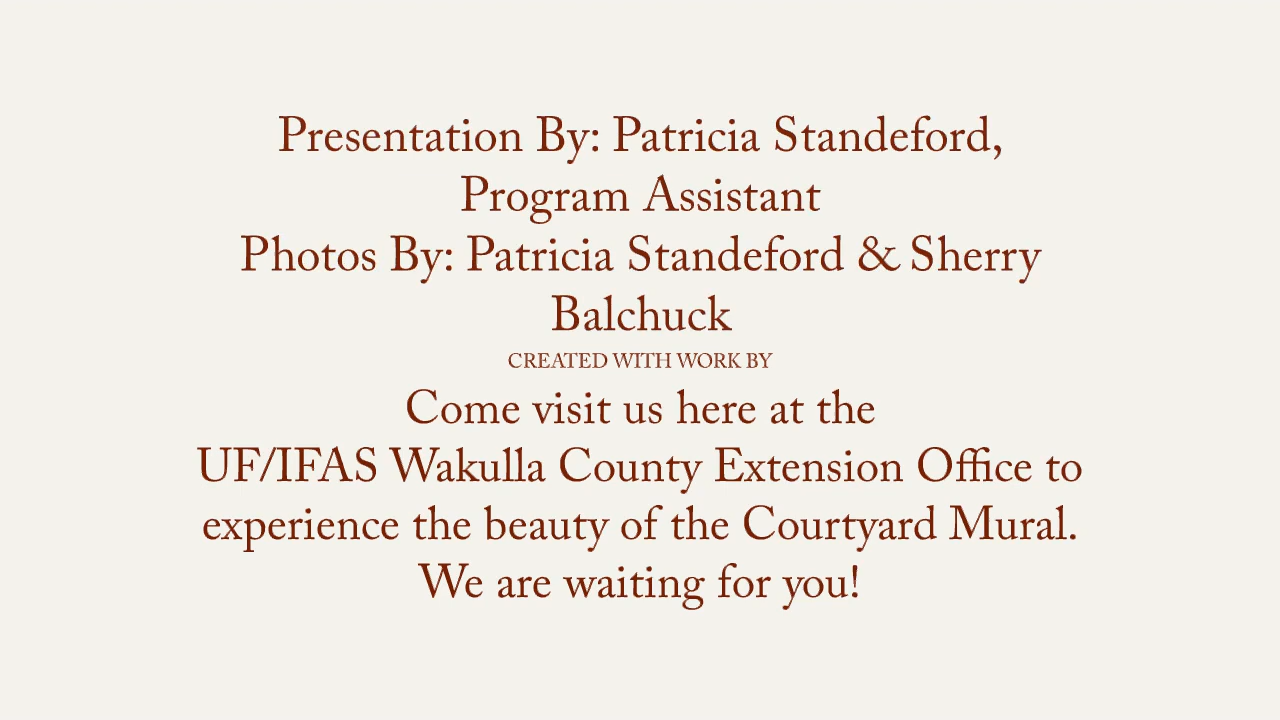 Presentation By: Patricia Standeford,
Program Assistant
Photos By: Patricia Standeford & Sherry
Balchuck
CREATED WITH WORK BY
Come visit us here at the
UF/IFAS Wakulla County Extension Office to
experience the beauty of the Courtyard Mural.
We are waiting for you!